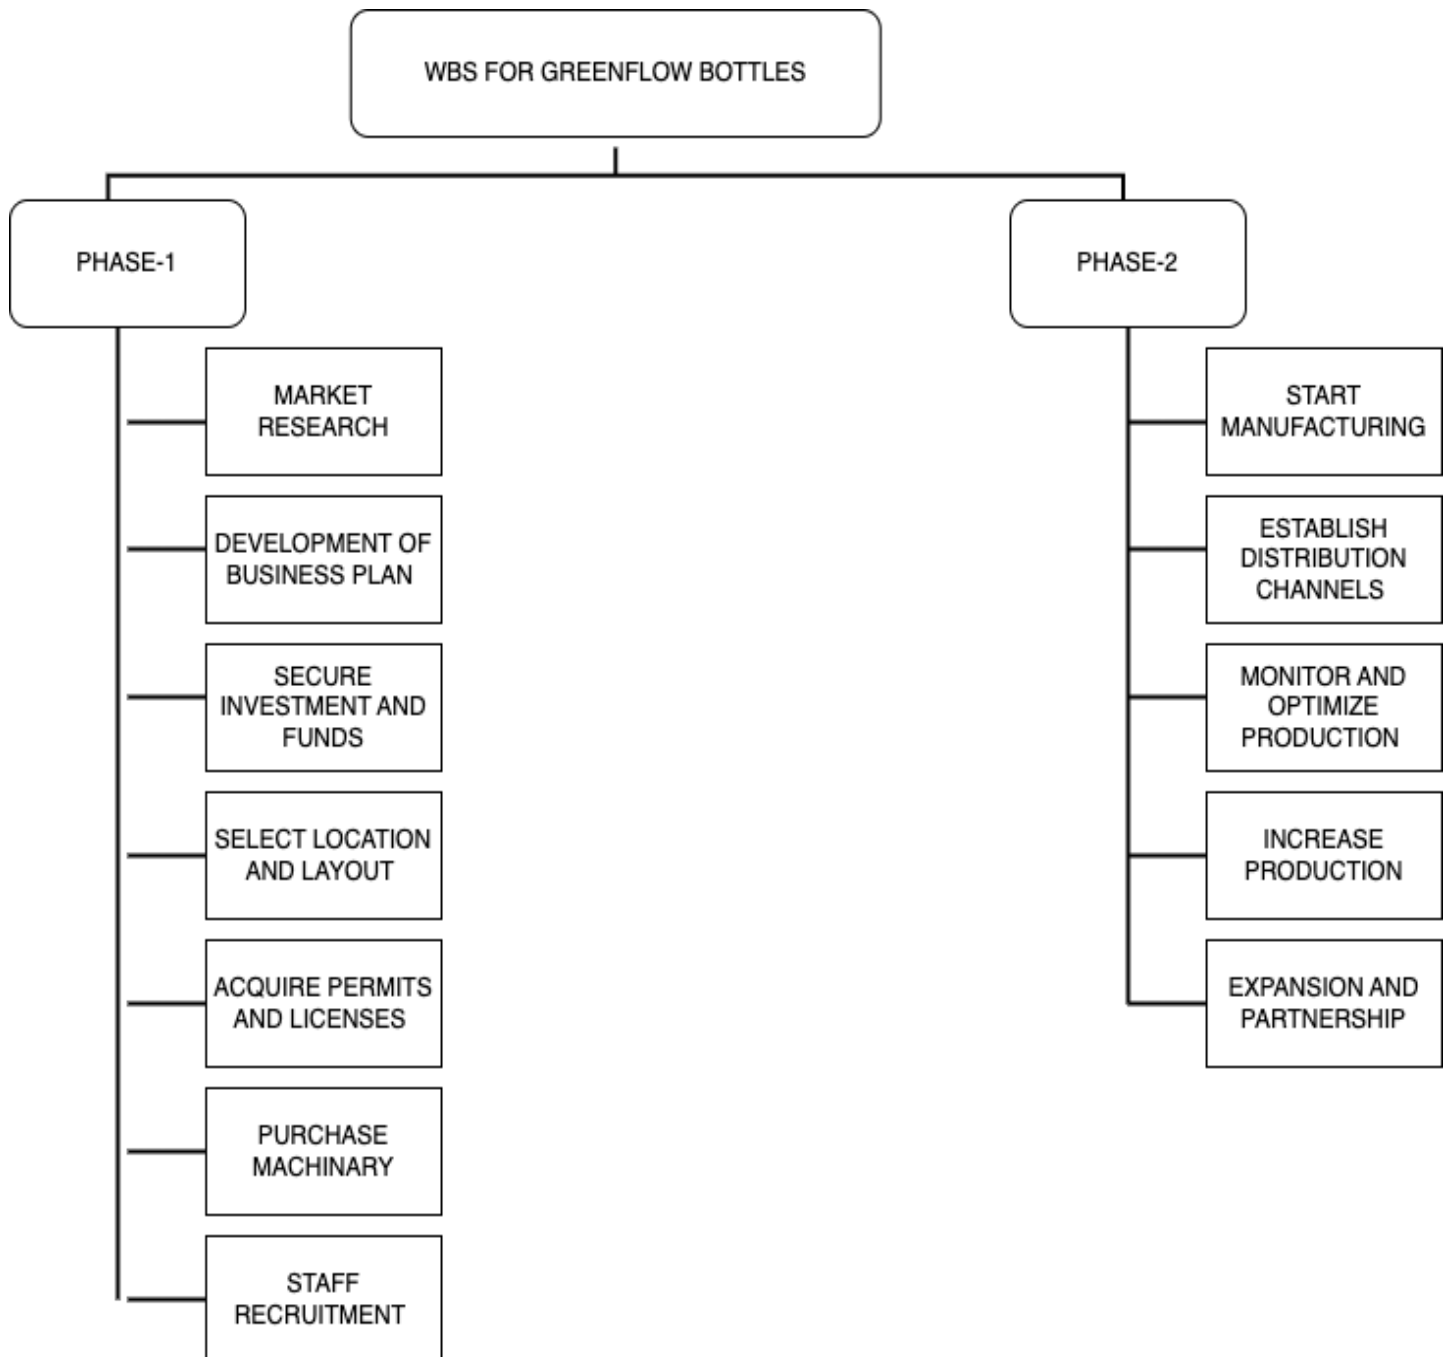 WBS FOR GREENFLOW BOTTLES
PHASE-1
MARKET
RESEARCH
DEVELOPMENT OF
BUSINESS PLAN
SECURE
INVESTMENT AND
FUNDS
SELECT LOCATION
AND LAYOUT
ACQUIRE PERMITS
AND LICENSES
PURCHASE
MACHINARY
STAFF
RECRUITMENT
PHASE-2
START
MANUFACTURING
ESTABLISH
DISTRIBUTION
CHANNELS
MONITOR AND
OPTIMIZE
PRODUCTION
INCREASE
PRODUCTION
EXPANSION AND
PARTNERSHIP